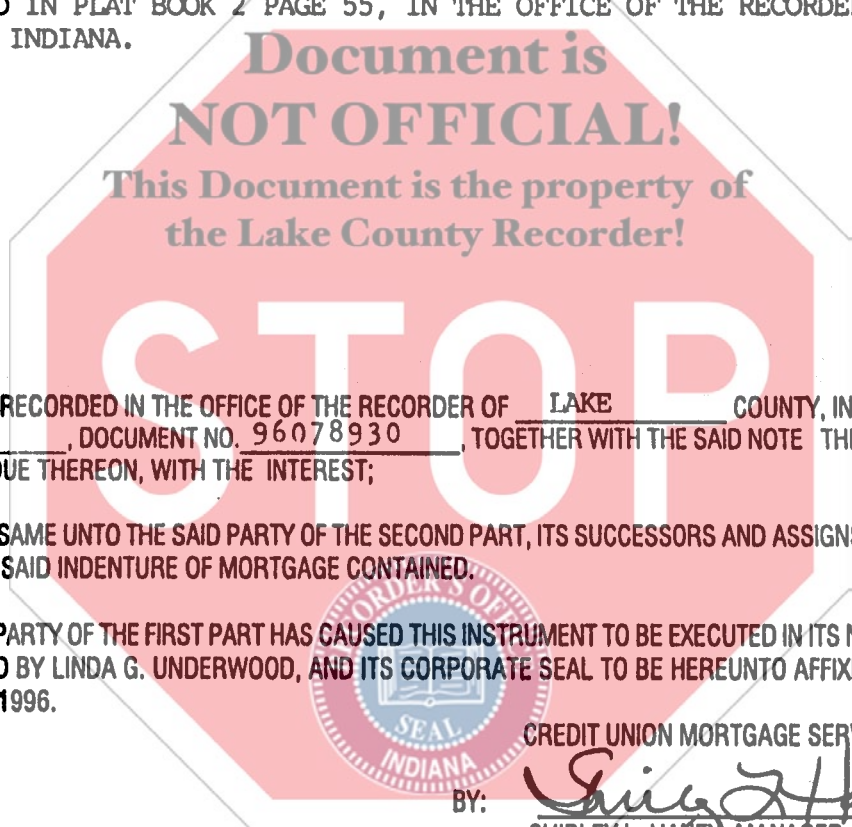 IN PLAT BOOK 2 PAGE 55, IN THE OFFICE OF THE RECORDE
INDIANA.
Document is
NOT OFFICIAL!
This Document is the property of
the Lake County Recorder!
STOP
RECORDED IN THE OFFICE OF THE RECORDER OF LAKE COUNTY, IN
, DOCUMENT NO. 96078930, TOGETHER WITH THE SAID NOTE TH
UE THEREON, WITH THE INTEREST;
SAME UNTO THE SAID PARTY OF THE SECOND PART, ITS SUCCESSORS AND ASSIGN
SAID INDENTURE OF MORTGAGE CONTAINED.
PARTY OF THE FIRST PART HAS CAUSED THIS INSTRUMENT TO BE EXECUTED IN ITS
BY LINDA G. UNDERWOOD, AND ITS CORPORATE SEAL TO BE HEREUNTO AFFIX
1996.
RECORDER'S OFFICE
SEAL
INDIANA
CREDIT UNION MORTGAGE SER
BY: